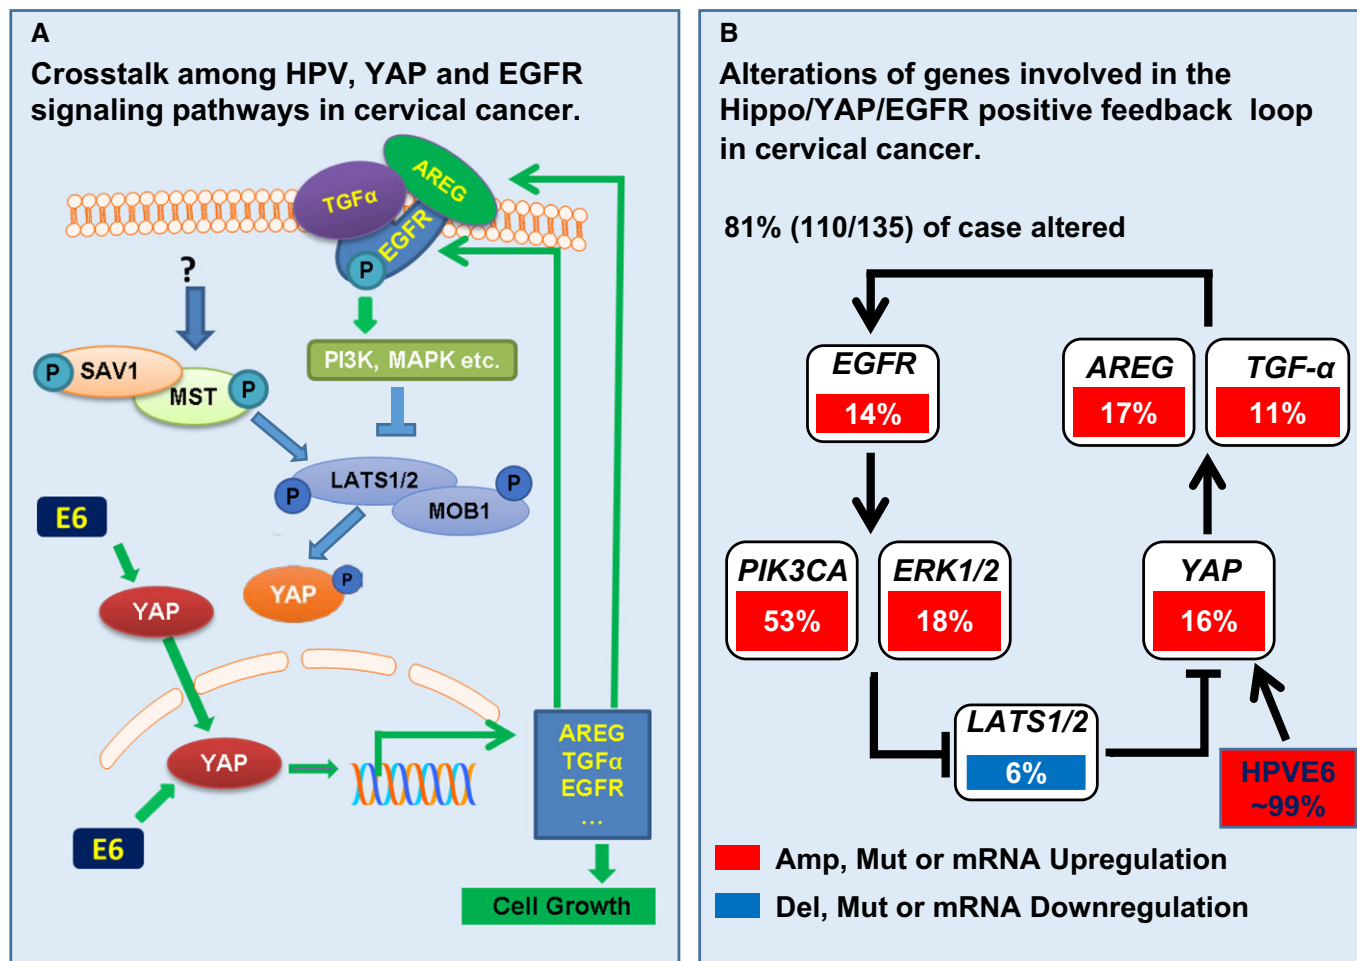 A
Crosstalk among HPV, YAP and EGFR
signaling pathways in cervical cancer.
TGFα
AREG
EGFR
P
?
PI3K, MAPK etc.
P
SAV1
MST
P
LATS1/2
P
MOB1
P
E6
YAP
P
YAP
YAP
E6
AREG
TGFα
EGFR
...
Cell Growth
B
Alterations of genes involved in the
Hippo/YAP/EGFR positive feedback loop
in cervical cancer.
81% (110/135) of case altered
EGFR
14%
AREG
17%
TGF-α
11%
PIK3CA
53%
ERK1/2
18%
YAP
16%
LATS1/2
6%
HPVE6
~99%
Amp, Mut or mRNA Upregulation
Del, Mut or mRNA Downregulation